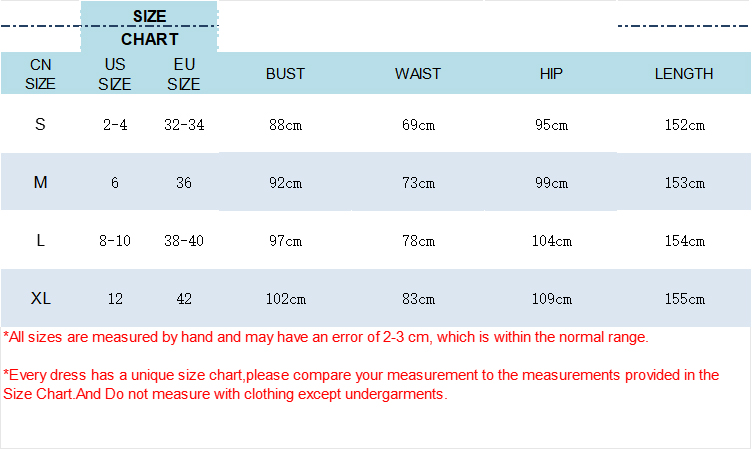 SIZE
CHART
CN SIZE US SIZE EU SIZE BUST WAIST HIP LENGTH
S 2-4 32-34 88cm 69cm 95cm 152cm
M 6 36 92cm 73cm 99cm 153cm
L 8-10 38-40 97cm 78cm 104cm 154cm
XL 12 42 102cm 83cm 109cm 155cm
*All sizes are measured by hand and may have an error of 2-3 cm, which is within the normal range.
*Every dress has a unique size chart,please compare your measurement to the measurements provided in the
Size Chart.And Do not measure with clothing except undergarments.